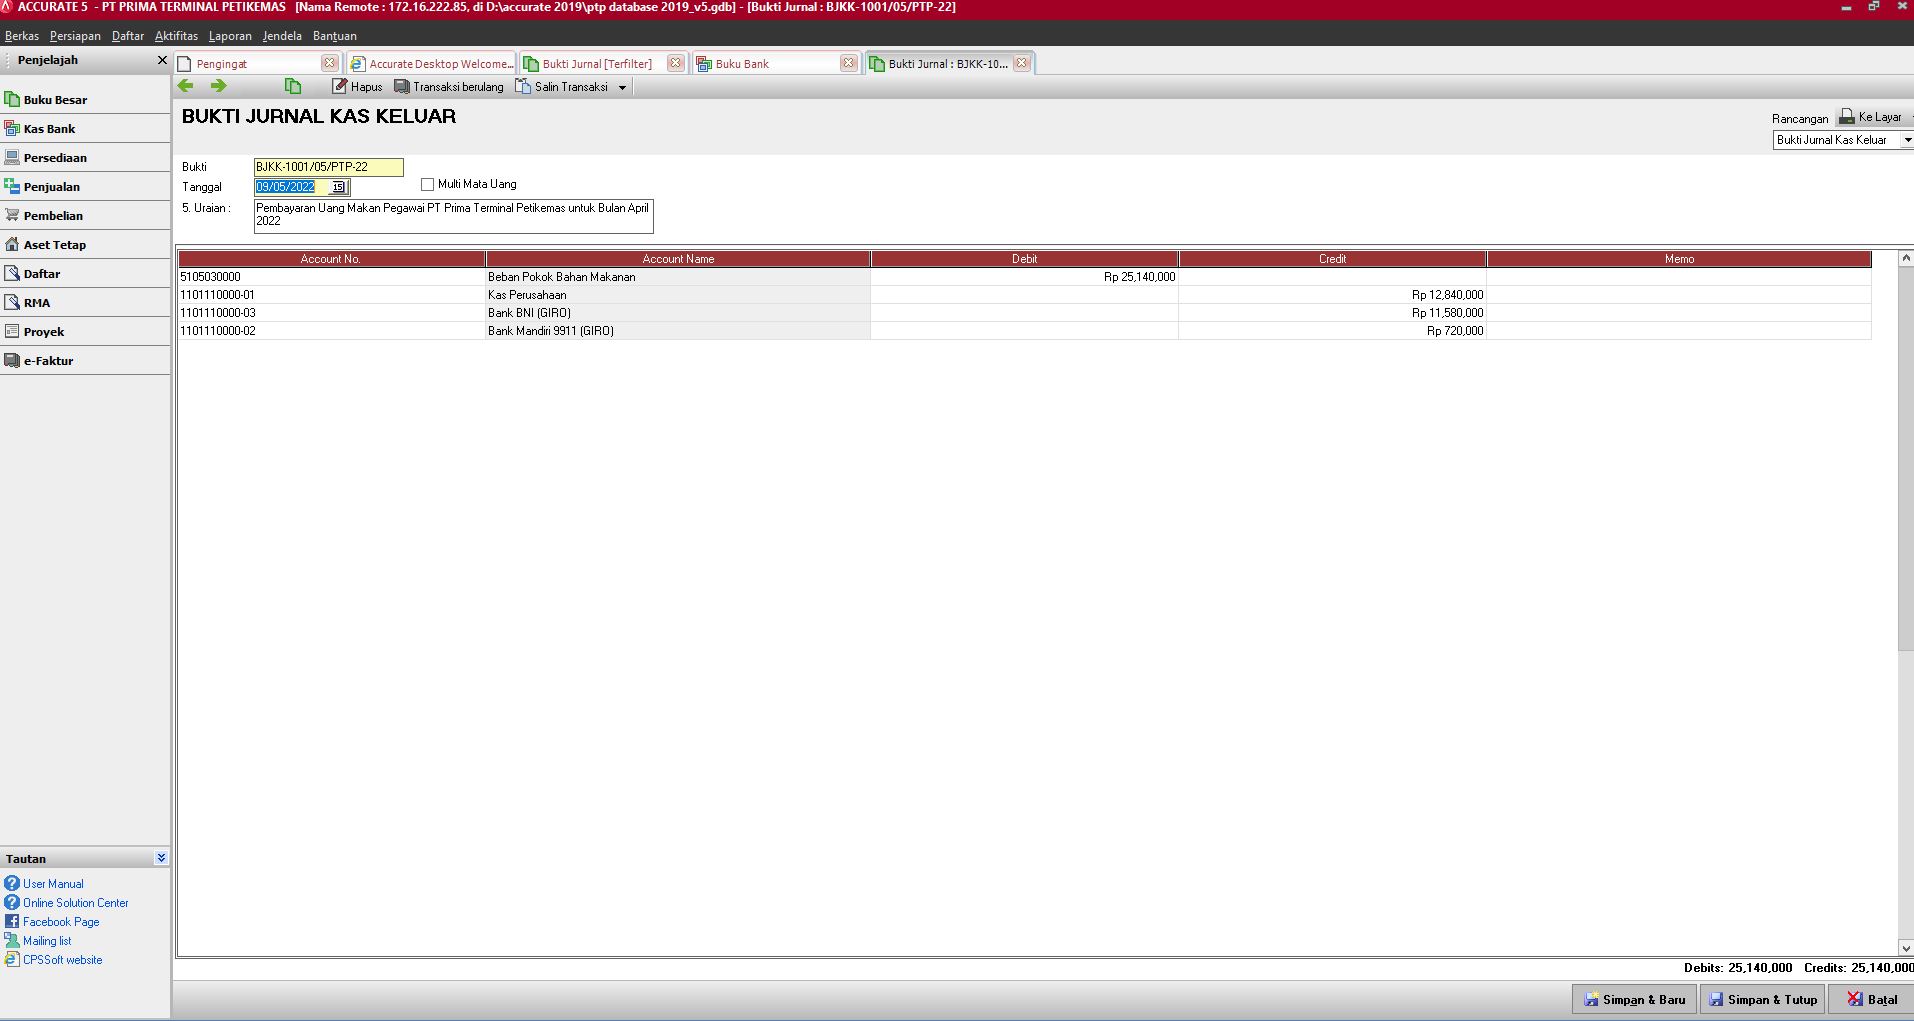 ACCURATE 5 - PT PRIMA TERMINAL PETIKEMAS [Nama Remote : 172.16.222.85, di D:\accurate 2019\ptp database 2019_v5.gdb] - [Bukti Jurnal : BJKK-1001/05/PTP-22]
Berkas Persiapan Daftar Aktifitas Laporan Jendela Bantuan
Penjelajah
Pengingat Accurate Desktop Welcome... Bukti Jurnal [Terfilter] Buku Bank Bukti Jurnal : BJKK-10...
Hapus Transaksi berulang Salin Transaksi
Buku Besar
Kas Bank
Persediaan
Penjualan
Pembelian
Aset Tetap
Daftar
RMA
Proyek
e-Faktur
BUKTI JURNAL KAS KELUAR
Rancangan Ke Layar
Bukti Jurnal Kas Keluar
Bukti BJKK-1001/05/PTP-22
Tanggal 09/05/2022 15 Multi Mata Uang
5. Uraian : Pembayaran Uang Makan Pegawai PT Prima Terminal Petikemas untuk Bulan April
2022
Account No. Account Name Debit Credit Memo
5105030000 Beban Pokok Bahan Makanan Rp 25,140,000
1101110000-01 Kas Perusahaan Rp 12,840,000
1101110000-03 Bank BNI (GIRO) Rp 11,580,000
1101110000-02 Bank Mandiri 9911 (GIRO) Rp 720,000
Tautan
User Manual
Online Solution Center
Facebook Page
Mailing list
CPSSoft website
Debits: 25,140,000 Credits: 25,140,000
Simpan & Baru Simpan & Tutup Batal